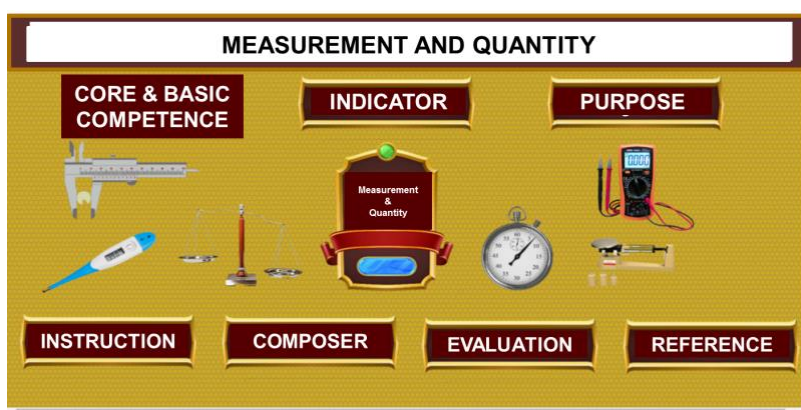 MEASUREMENT AND QUANTITY
CORE & BASIC
COMPETENCE
INDICATOR
PURPOSE
Measurement
&
Quantity
INSTRUCTION
COMPOSER
EVALUATION
REFERENCE